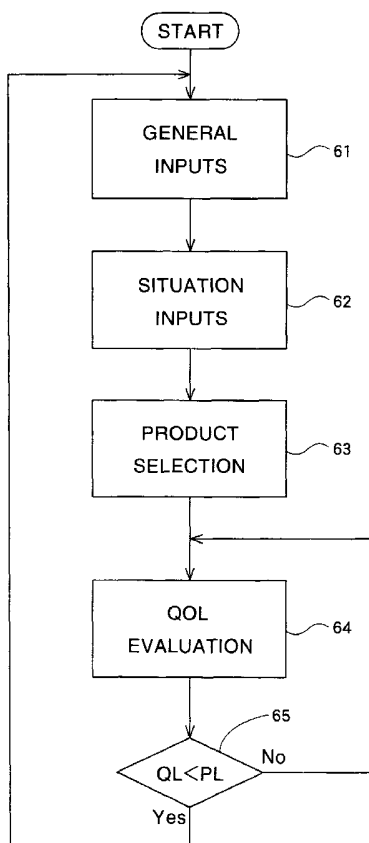 START
GENERAL
INPUTS
61
SITUATION
INPUTS
62
PRODUCT
SELECTION
63
QOL
EVALUATION
64
65
QL<PL
No
Yes